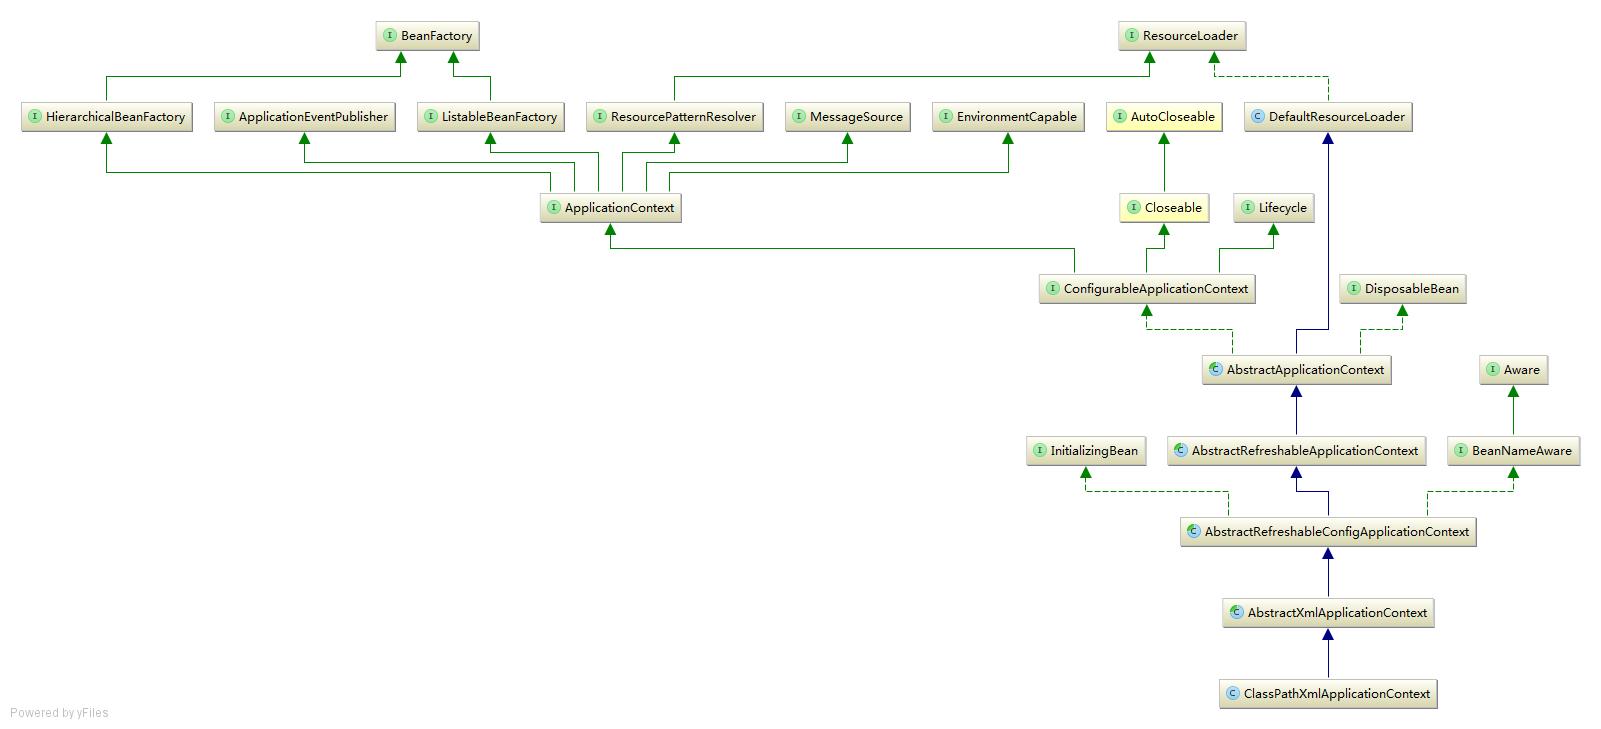 I BeanFactory
I ResourceLoader
I HierarchicalBeanFactory
I ApplicationEventPublisher
I ListableBeanFactory
I ResourcePatternResolver
I MessageSource
I EnvironmentCapable
I AutoCloseable
C DefaultResourceLoader
I ApplicationContext
I Closeable
I Lifecycle
I ConfigurableApplicationContext
I DisposableBean
C AbstractApplicationContext
I Aware
I InitializingBean
C AbstractRefreshableApplicationContext
I BeanNameAware
C AbstractRefreshableConfigApplicationContext
C AbstractXmlApplicationContext
C ClassPathXmlApplicationContext
Powered by yFiles